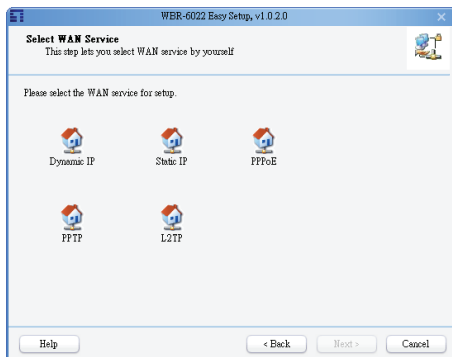 WBR-6022 Easy Setup, v1.0.2.0
Select WAN Service
This step lets you select WAN service by yourself
Please select the WAN service for setup.
Dynamic IP
Static IP
PPPoE
PPTP
L2TP
Help
< Back
Next >
Cancel